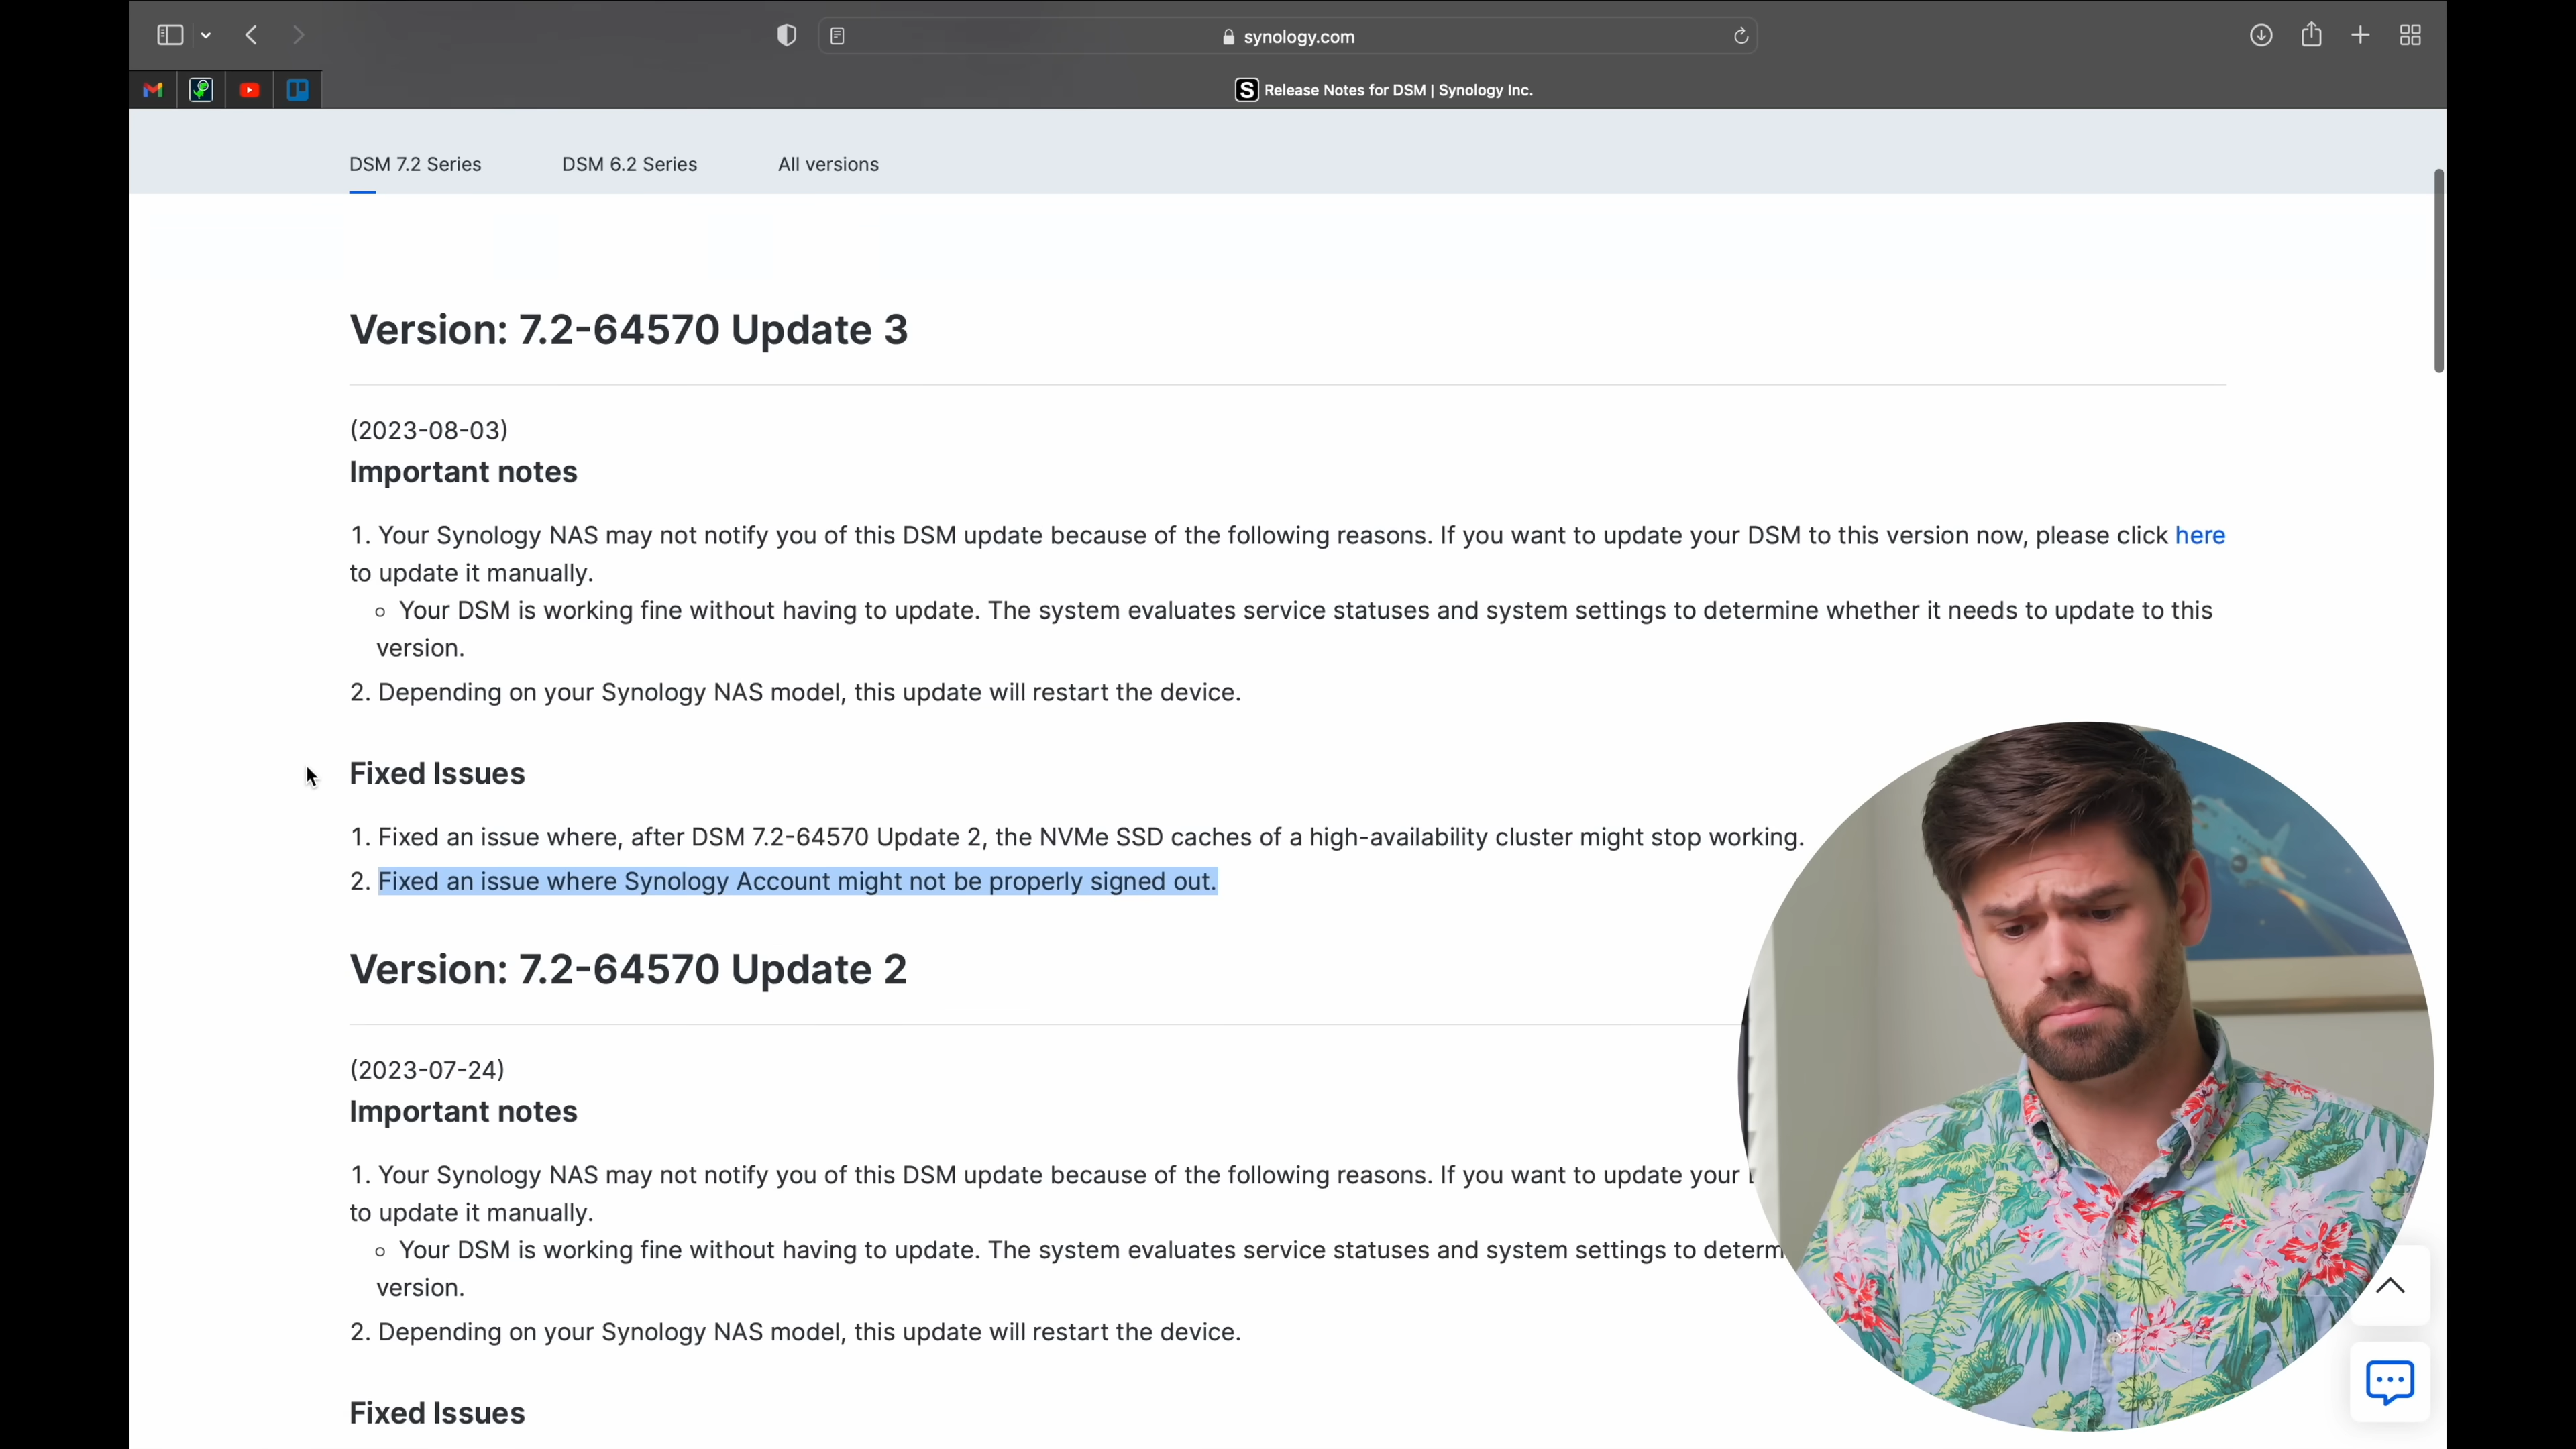 synology.com
S Release Notes for DSM | Synology Inc.
DSM 7.2 Series DSM 6.2 Series All versions
Version: 7.2-64570 Update 3
(2023-08-03)
Important notes
1. Your Synology NAS may not notify you of this DSM update because of the following reasons. If you want to update your DSM to this version now, please click here
to update it manually.
Your DSM is working fine without having to update. The system evaluates service statuses and system settings to determine whether it needs to update to this
version.
2. Depending on your Synology NAS model, this update will restart the device.
Fixed Issues
1. Fixed an issue where, after DSM 7.2-64570 Update 2, the NVMe SSD caches of a high-availability cluster might stop working.
2. Fixed an issue where Synology Account might not be properly signed out.
Version: 7.2-64570 Update 2
(2023-07-24)
Important notes
1. Your Synology NAS may not notify you of this DSM update because of the following reasons. If you want to update your
to update it manually.
Your DSM is working fine without having to update. The system evaluates service statuses and system settings to determ
version.
2. Depending on your Synology NAS model, this update will restart the device.
Fixed Issues